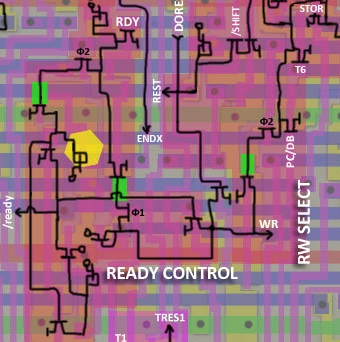 STOR
RDY
DORE
/SHIFT
Φ2
T6
REST
Φ2
ENDX
PC/DB
/ready
Φ1
WR
RW SELECT
READY CONTROL
TRES1
T1